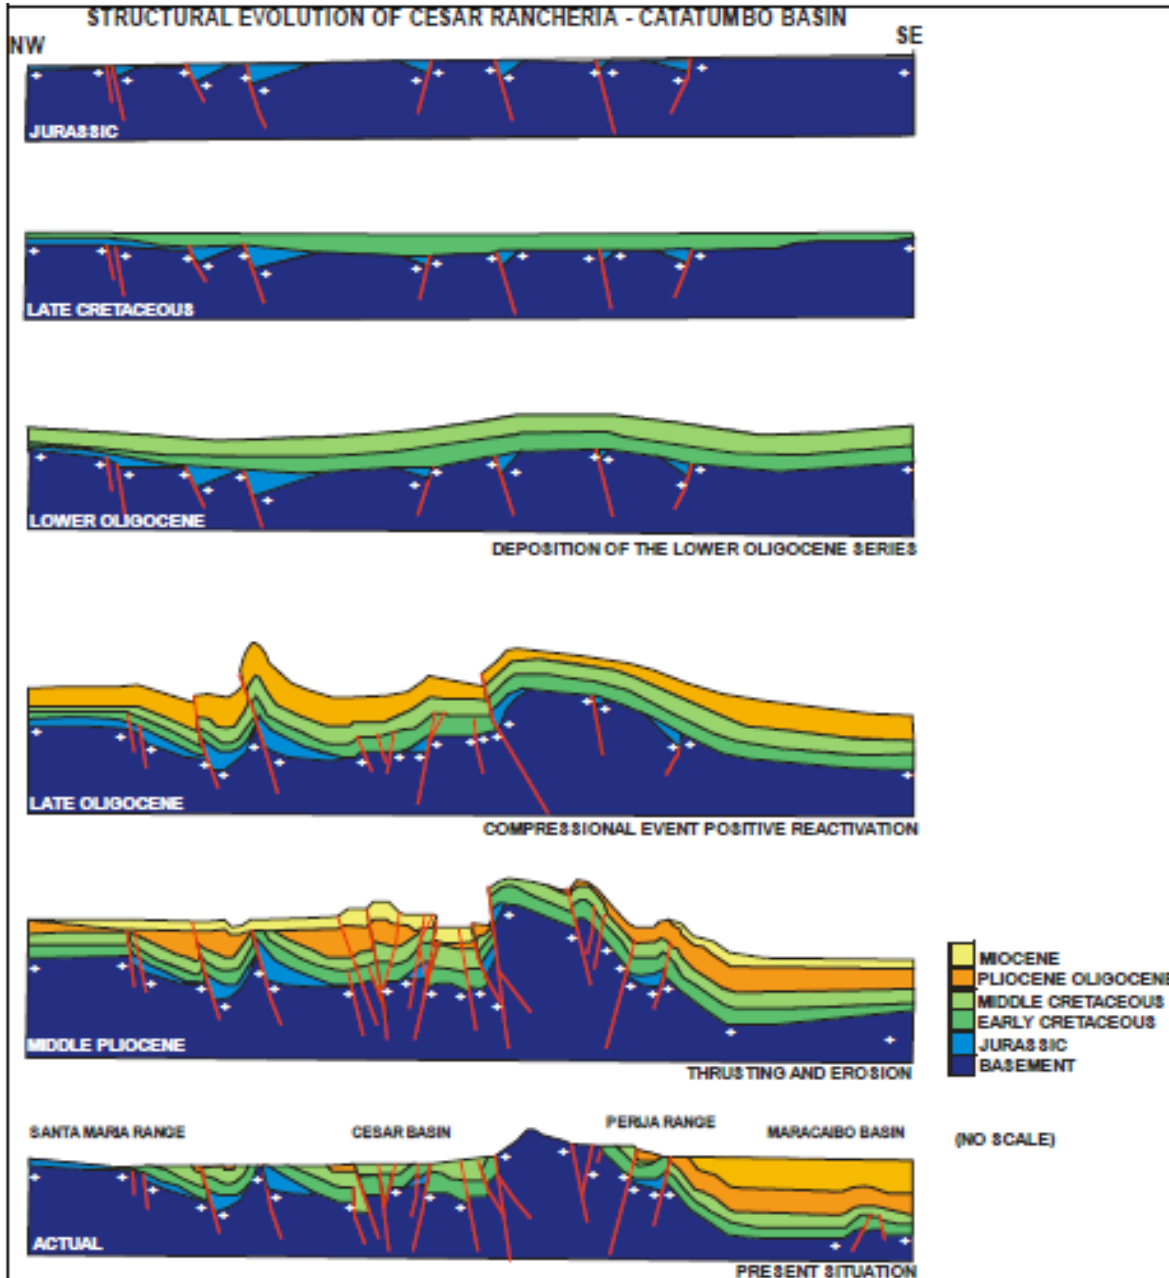 STRUCTURAL EVOLUTION OF CESAR RANCHERIA - CATATUMBO BASIN
NW
SE
JURASSIC
LATE CRETACEOUS
LOWER OLIGOCENE
DEPOSITION OF THE LOWER OLIGOCENE SERIES
LATE OLIGOCENE
COMPRESSIONAL EVENT POSITIVE REACTIVATION
MIDDLE PLIOCENE
THRUSTING AND EROSION
MIOCENE
PLIOCENE OLIGOCENE
MIDDLE CRETACEOUS
EARLY CRETACEOUS
JURASSIC
BASEMENT
(NO SCALE)
SANTA MARIA RANGE
CESAR BASIN
PERIJA RANGE
MARACAIBO BASIN
ACTUAL
PRESENT SITUATION